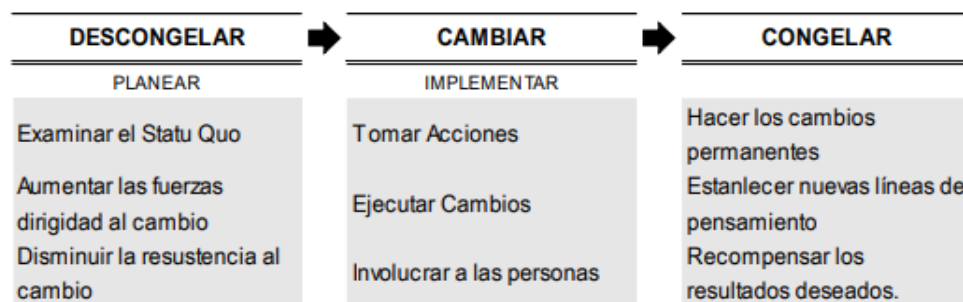 DESCONGELAR
CAMBIAR
CONGELAR
PLANEAR
IMPLEMENTAR
Examinar el Statu Quo
Aumentar las fuerzas
dirigidad al cambio
Disminuir la resustencia al
cambio
Tomar Acciones
Ejecutar Cambios
Involucrar a las personas
Hacer los cambios
permanentes
Estanlecer nuevas líneas de
pensamiento
Recompensar los
resultados deseados.